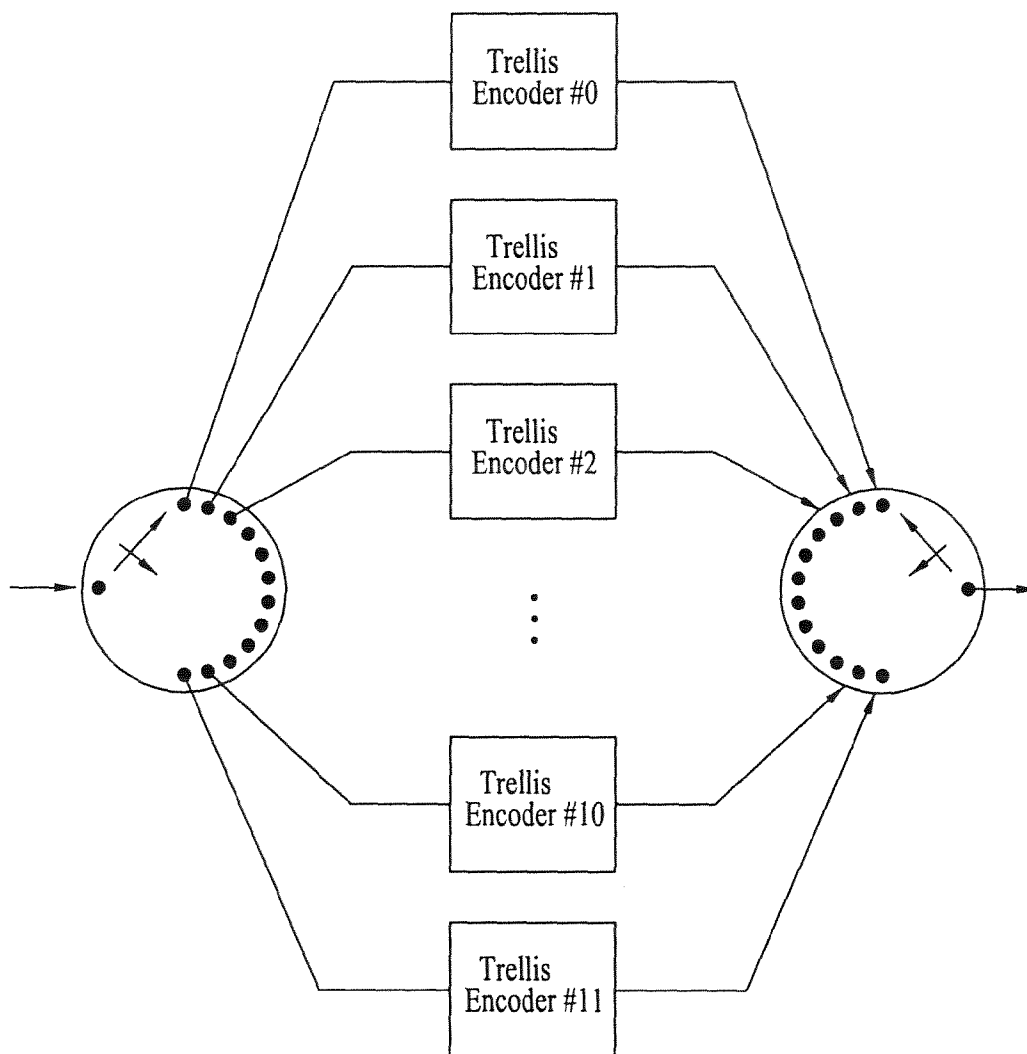 Trellis
Encoder #0
Trellis
Encoder #1
Trellis
Encoder #2
Trellis
Encoder #10
Trellis
Encoder #11